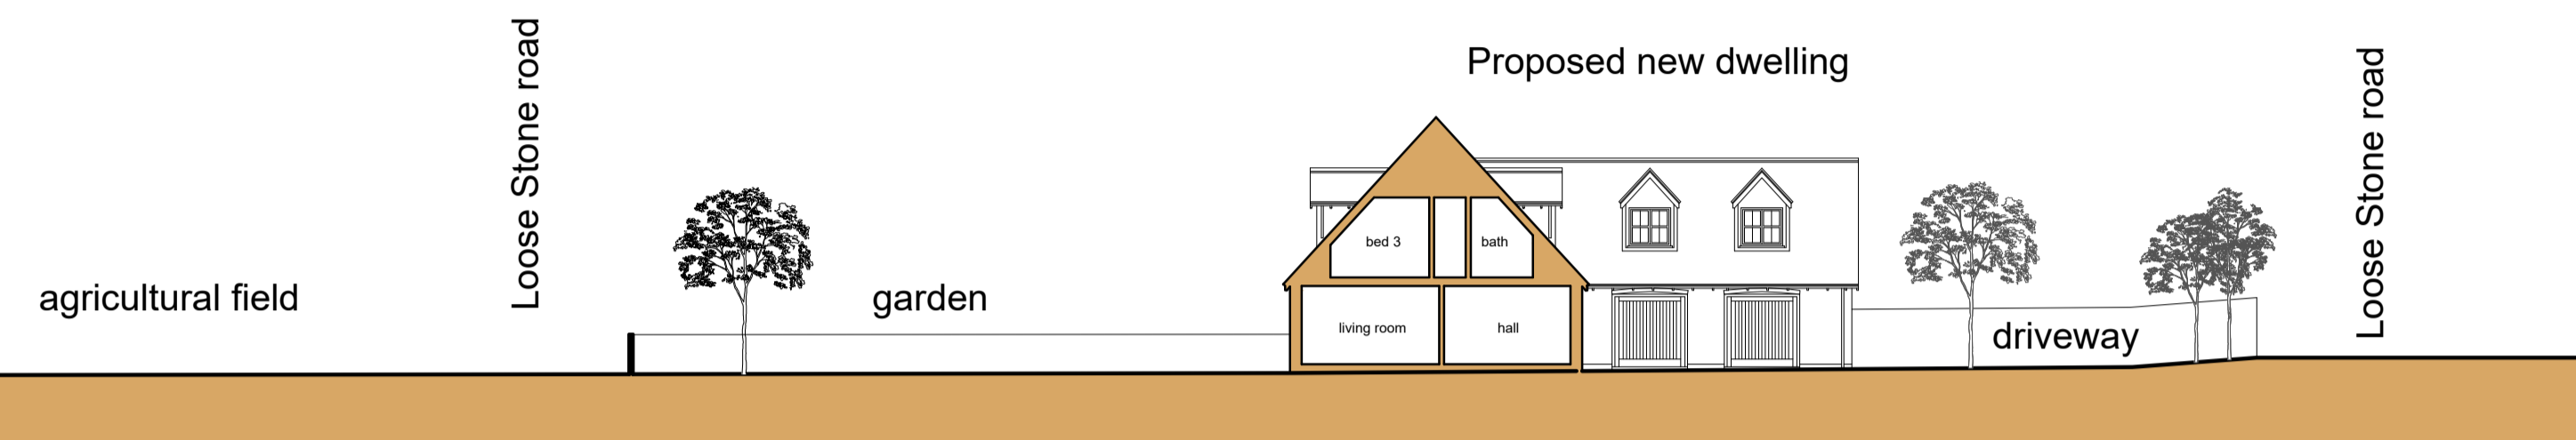 agricultural field
Loose Stone road
garden
Proposed new dwelling
bed 3
bath
living room
hall
driveway
Loose Stone road